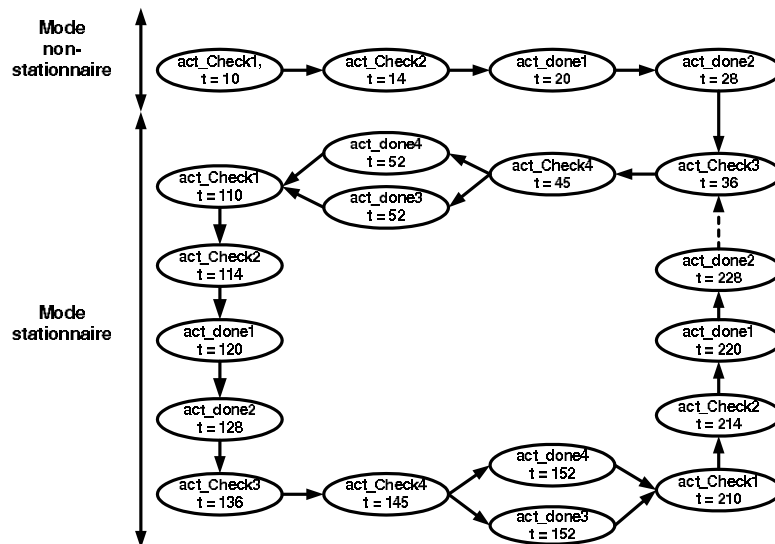 Mode
non-
stationnaire
act_Check1,
t = 10
act_Check2
t = 14
act_done1
t = 20
act_done2
t = 28
act_done4
t = 52
act_Check1
t = 110
act_done3
t = 52
act_Check4
t = 45
act_Check3
t = 36
act_Check2
t = 114
act_done2
t = 228
Mode
stationnaire
act_done1
t = 120
act_done1
t = 220
act_done2
t = 128
act_Check2
t = 214
act_Check3
t = 136
act_Check4
t = 145
act_done4
t = 152
act_done3
t = 152
act_Check1
t = 210